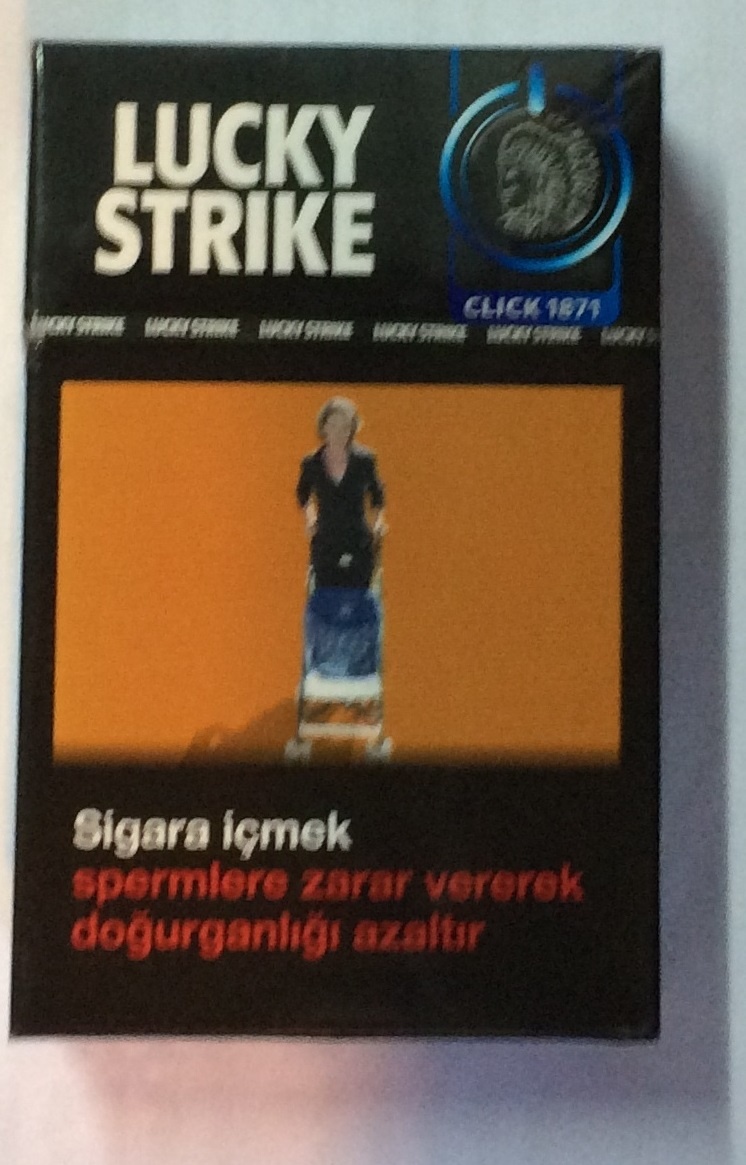 LUCKY
STRIKE
CLICK 1871
LUCKY STRIKE LUCKY STRIKE LUCKY STRIKE LUCKY STRIKE LUCKY STRIKE LUCKY S
Sigara içmek
spermlere zarar vererek
doğurganlığı azaltır